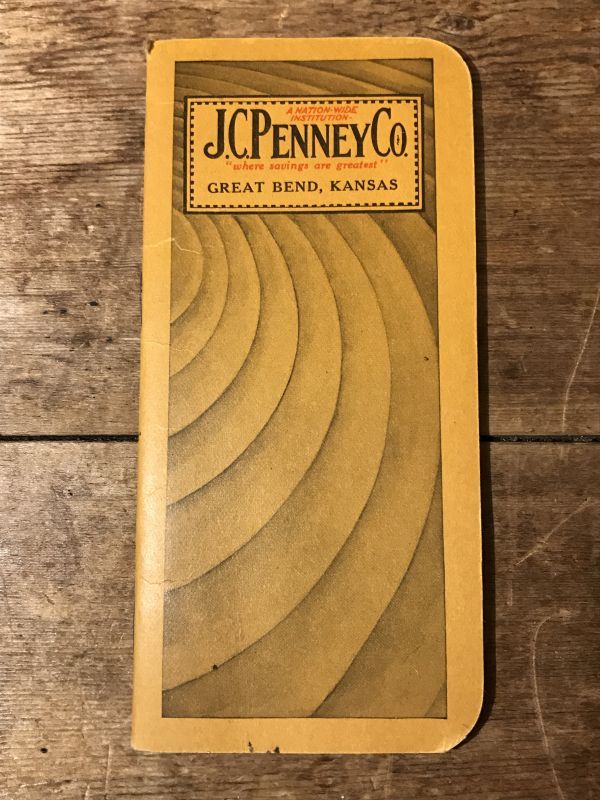 A NATION-WIDE
INSTITUTION-
J.C.PENNEY CO.
"where savings are greatest"
GREAT BEND, KANSAS